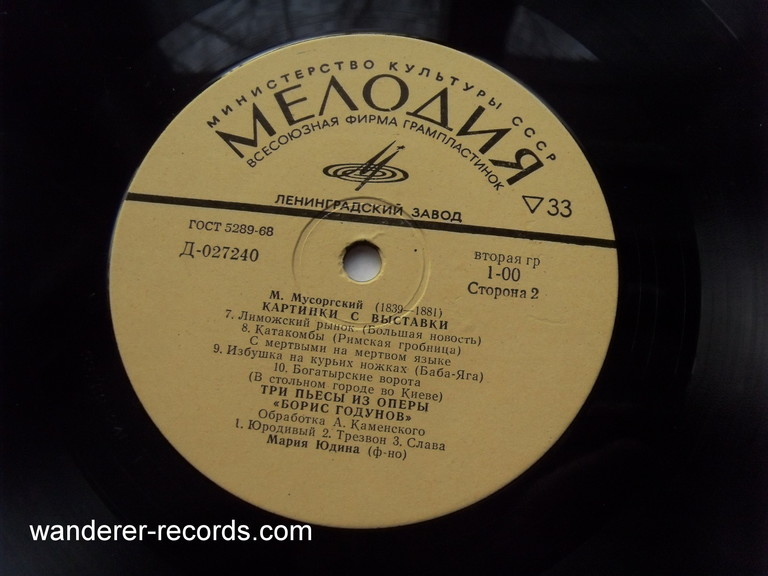 МИНИСТЕРСТВО КУЛЬТУРЫ СССР
МЕЛОДИЯ
ВСЕСОЮЗНАЯ ФИРМА ГРАМПЛАСТИНОК
ЛЕНИНГРАДСКИЙ ЗАВОД
▽33
ГОСТ 5289-68
Д-027240
вторая гр
1-00
Сторона 2
М. Мусоргский (1839—1881)
КАРТИНКИ С ВЫСТАВКИ
7. Лиможский рынок (Большая новость)
8. Катакомбы (Римская гробница)
С мертвыми на мертвом языке
9. Избушка на курьих ножках (Баба-Яга)
10. Богатырские ворота
(В стольном городе во Киеве)
ТРИ ПЬЕСЫ ИЗ ОПЕРЫ
«БОРИС ГОДУНОВ»
Обработка А. Каменского
1. Юродивый 2. Трезвон 3. Слава
Мария Юдина (ф-но)
wanderer-records.com